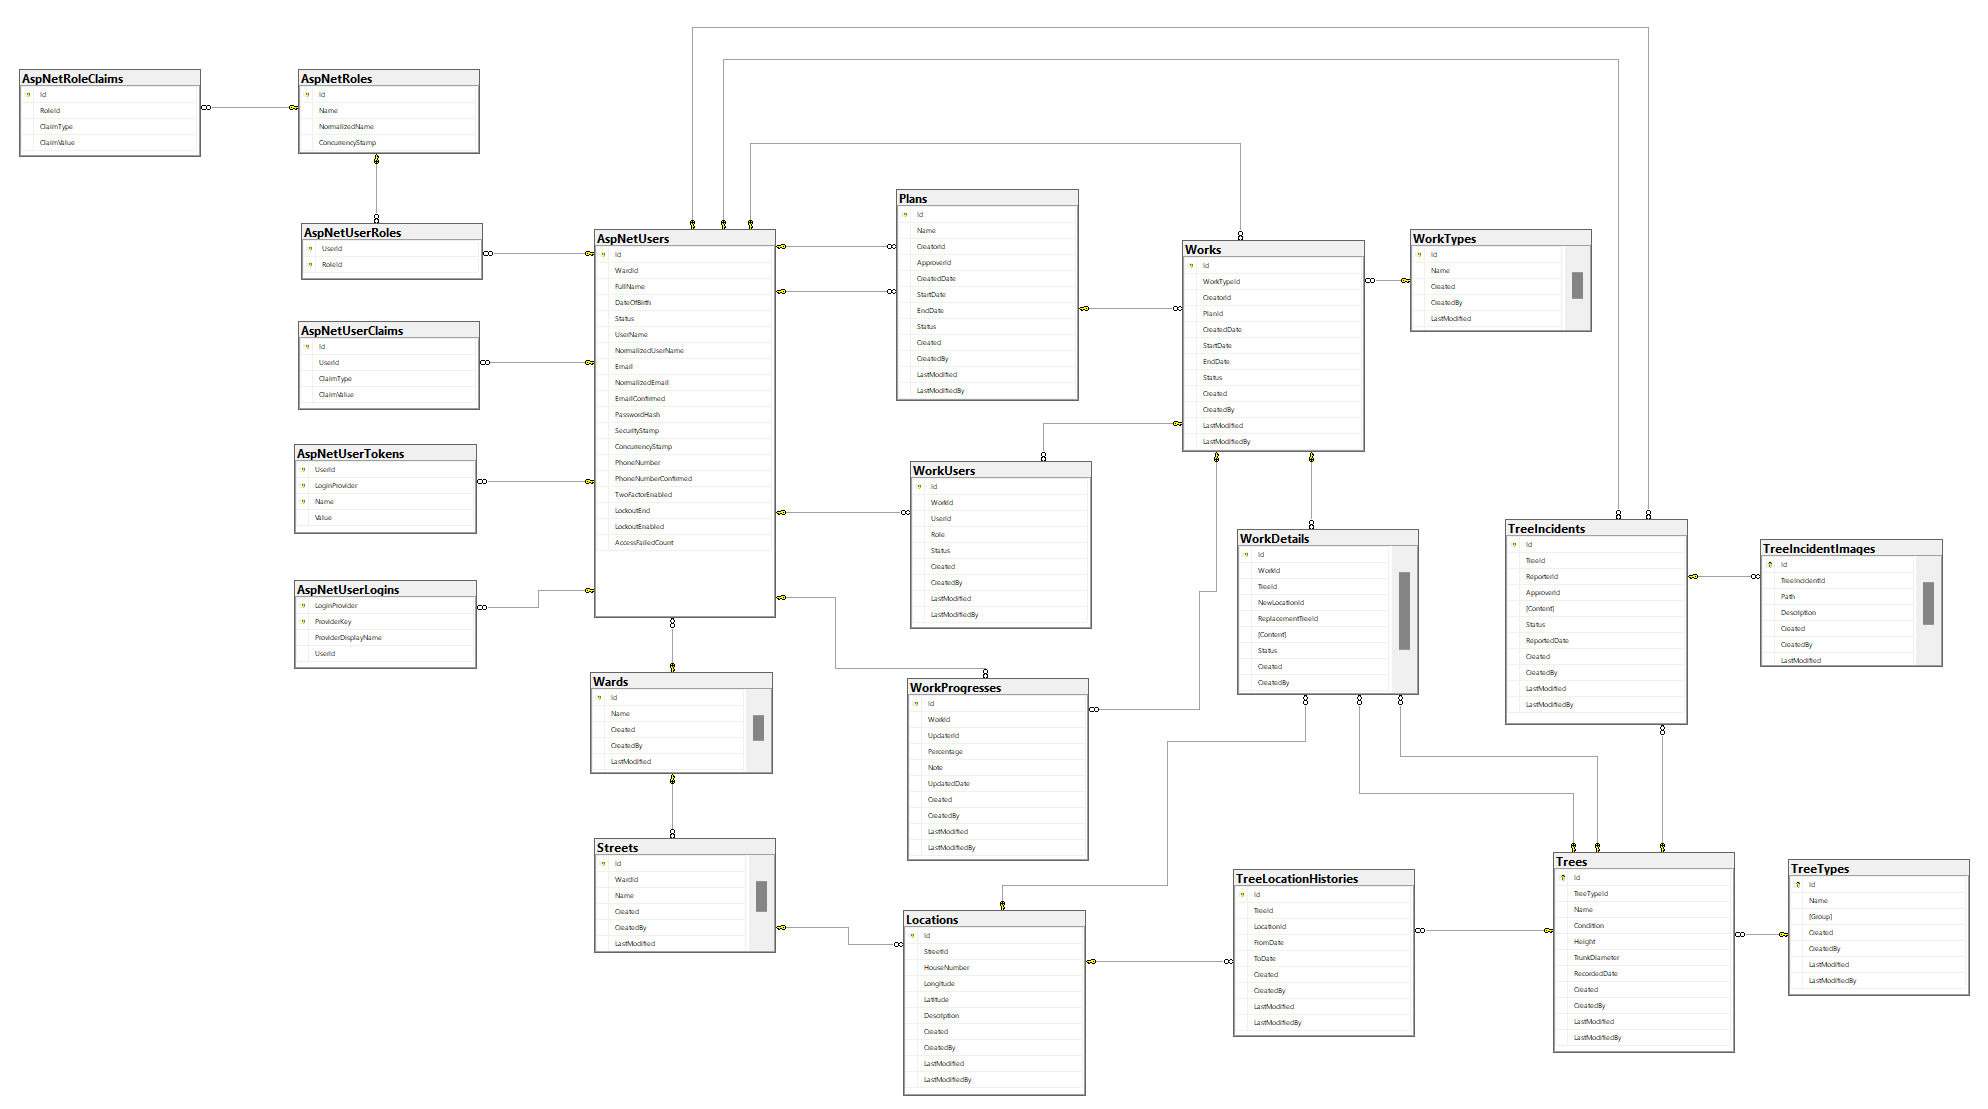 AspNetRoleClaims
Id
RoleId
ClaimType
ClaimValue
AspNetRoles
Id
Name
NormalizedName
ConcurrencyStamp
AspNetUserRoles
UserId
RoleId
AspNetUserClaims
Id
UserId
ClaimType
ClaimValue
AspNetUserTokens
UserId
LoginProvider
Name
Value
AspNetUserLogins
LoginProvider
ProviderKey
ProviderDisplayName
UserId
AspNetUsers
Id
WardId
FullName
DateOfBirth
Status
UserName
NormalizedUserName
Email
NormalizedEmail
EmailConfirmed
PasswordHash
SecurityStamp
ConcurrencyStamp
PhoneNumber
PhoneNumberConfirmed
TwoFactorEnabled
LockoutEnd
LockoutEnabled
AccessFailedCount
Wards
Id
Name
Created
CreatedBy
LastModified
Streets
Id
WardId
Name
Created
CreatedBy
LastModified
Plans
Id
Name
CreatorId
ApproverId
CreatedDate
StartDate
EndDate
Status
Created
CreatedBy
LastModified
LastModifiedBy
WorkUsers
Id
WorkId
UserId
Role
Status
Created
CreatedBy
LastModified
LastModifiedBy
WorkProgresses
Id
WorkId
UpdaterId
Percentage
Note
UpdatedDate
Created
CreatedBy
LastModified
LastModifiedBy
Locations
Id
StreetId
HouseNumber
Longitude
Latitude
Description
Created
CreatedBy
LastModified
LastModifiedBy
Works
Id
WorkTypeId
CreatorId
PlanId
CreatedDate
StartDate
EndDate
Status
Created
CreatedBy
LastModified
LastModifiedBy
WorkTypes
Id
Name
Created
CreatedBy
LastModified
WorkDetails
Id
WorkId
TreeId
NewLocationId
ReplacementTreeId
[Content]
Status
Created
CreatedBy
TreeLocationHistories
Id
TreeId
LocationId
FromDate
ToDate
Created
CreatedBy
LastModified
LastModifiedBy
TreeIncidents
Id
TreeId
ReporterId
ApproverId
[Content]
Status
ReportedDate
Created
CreatedBy
LastModified
LastModifiedBy
TreeIncidentImages
Id
TreeIncidentId
Path
Description
Created
CreatedBy
LastModified
Trees
Id
TreeTypeId
Name
Condition
Height
TrunkDiameter
RecordedDate
Created
CreatedBy
LastModified
LastModifiedBy
TreeTypes
Id
Name
[Group]
Created
CreatedBy
LastModified
LastModifiedBy